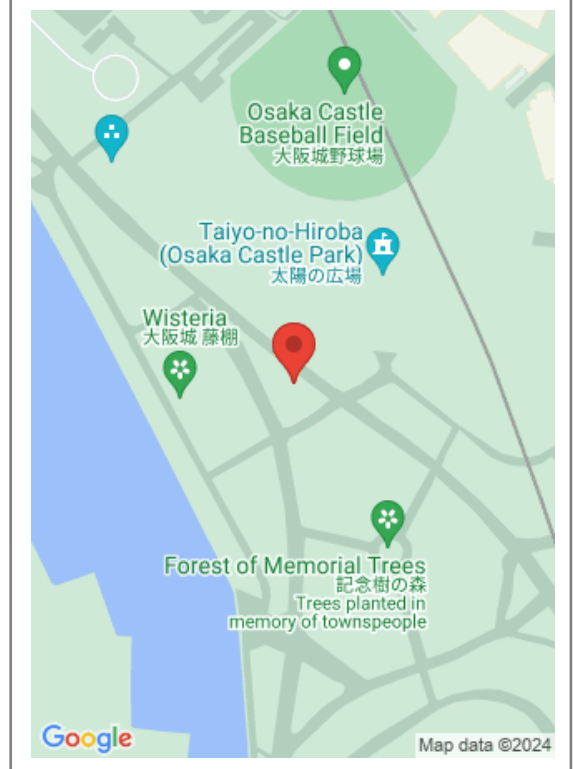 Osaka Castle
Baseball Field
大阪城野球場
Taiyo-no-Hiroba
(Osaka Castle Park)
太陽の広場
Wisteria
大阪城 藤棚
Forest of Memorial Trees
記念樹の森
Trees planted in
memory of townspeople
Google
Map data ©2024